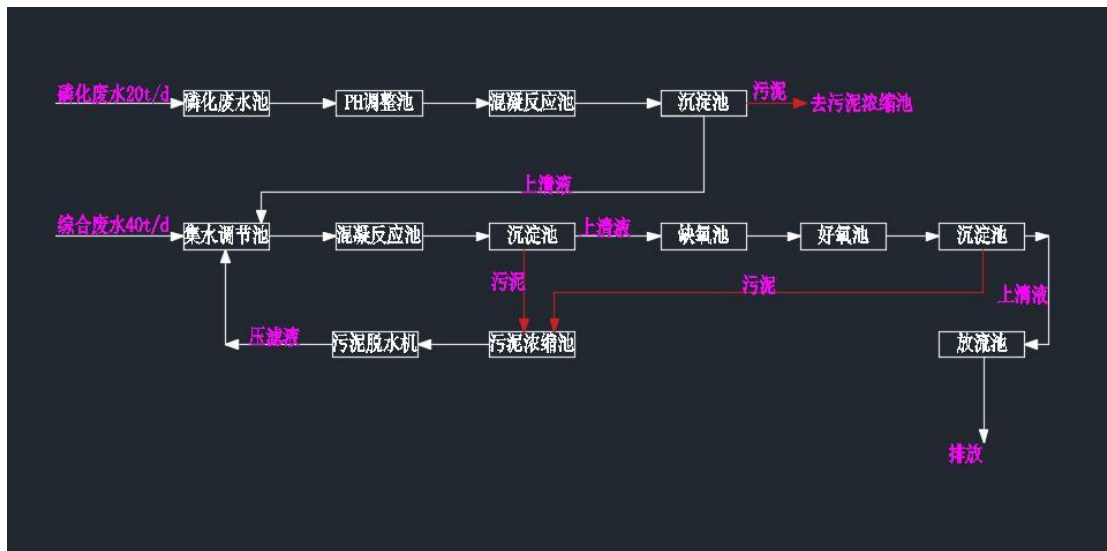 磷化废水20t/d
磷化废水池
PH调整池
混凝反应池
沉淀池
污泥
去污泥浓缩池
上清液
综合废水40t/d
集水调节池
混凝反应池
沉淀池
上清液
缺氧池
好氧池
沉淀池
污泥
污泥
上清液
压滤液
污泥脱水机
污泥浓缩池
放流池
排放